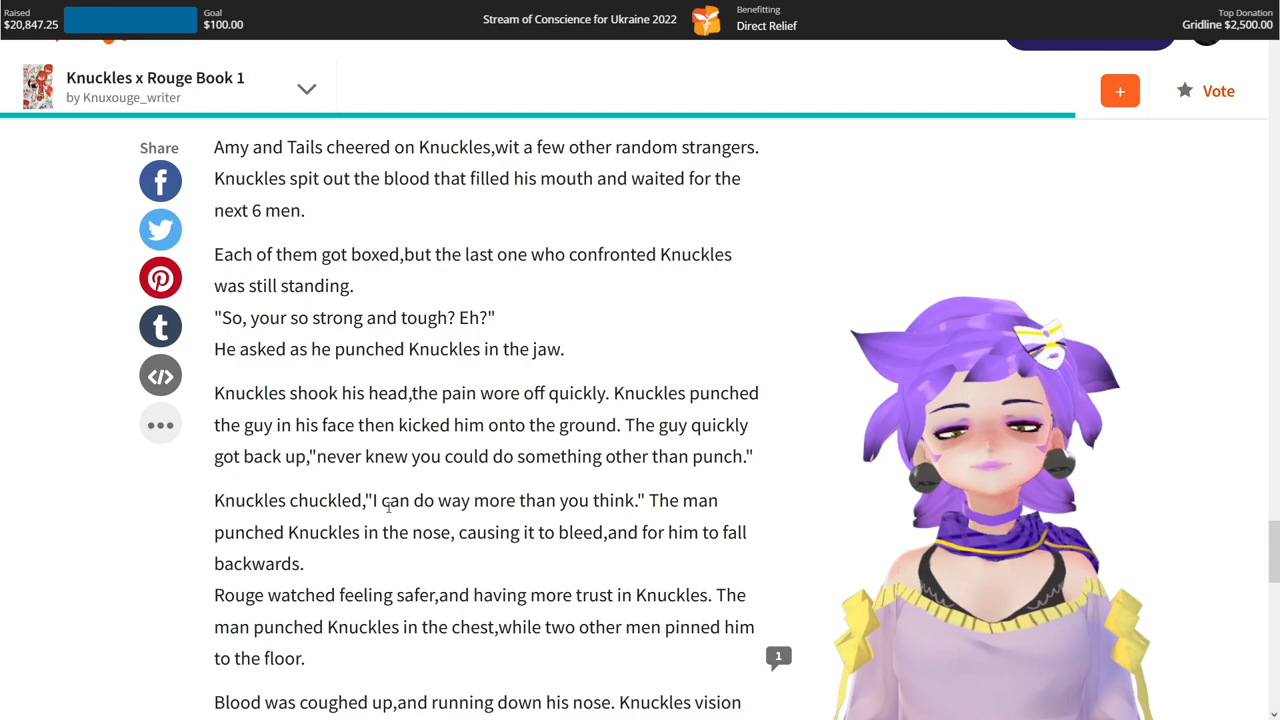 Raised
$20,847.25
Goal
$100.00
Stream of Conscience for Ukraine 2022
Benefitting
Direct Relief
Top Donation
Gridline $2,500.00
Knuckles x Rouge Book 1
by Knuxouge_writer
+
Vote
Share
Amy and Tails cheered on Knuckles,wit a few other random strangers.
Knuckles spit out the blood that filled his mouth and waited for the
next 6 men.
Each of them got boxed,but the last one who confronted Knuckles
was still standing.
"So, your so strong and tough? Eh?"
He asked as he punched Knuckles in the jaw.
Knuckles shook his head,the pain wore off quickly. Knuckles punched
the guy in his face then kicked him onto the ground. The guy quickly
got back up,"never knew you could do something other than punch."
Knuckles chuckled,"I can do way more than you think." The man
punched Knuckles in the nose, causing it to bleed,and for him to fall
backwards.
Rouge watched feeling safer,and having more trust in Knuckles. The
man punched Knuckles in the chest,while two other men pinned him
to the floor.
1
Blood was coughed up,and running down his nose. Knuckles vision